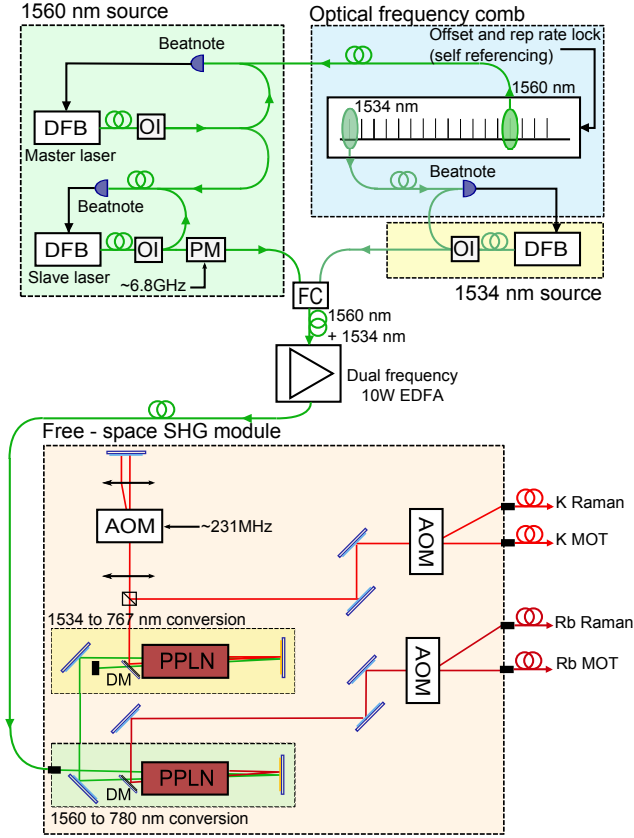 1560 nm source
Optical frequency comb
Beatnote
Offset and rep rate lock
(self referencing)
1560 nm
1534 nm
DFB
OI
Master laser
Beatnote
DFB
OI
PM
Slave laser
~6.8GHz
OI
DFB
1534 nm source
FC
1560 nm
+ 1534 nm
Dual frequency
10W EDFA
Free - space SHG module
AOM
~231MHz
AOM
K Raman
K MOT
1534 to 767 nm conversion
PPLN
DM
AOM
Rb Raman
Rb MOT
PPLN
DM
1560 to 780 nm conversion